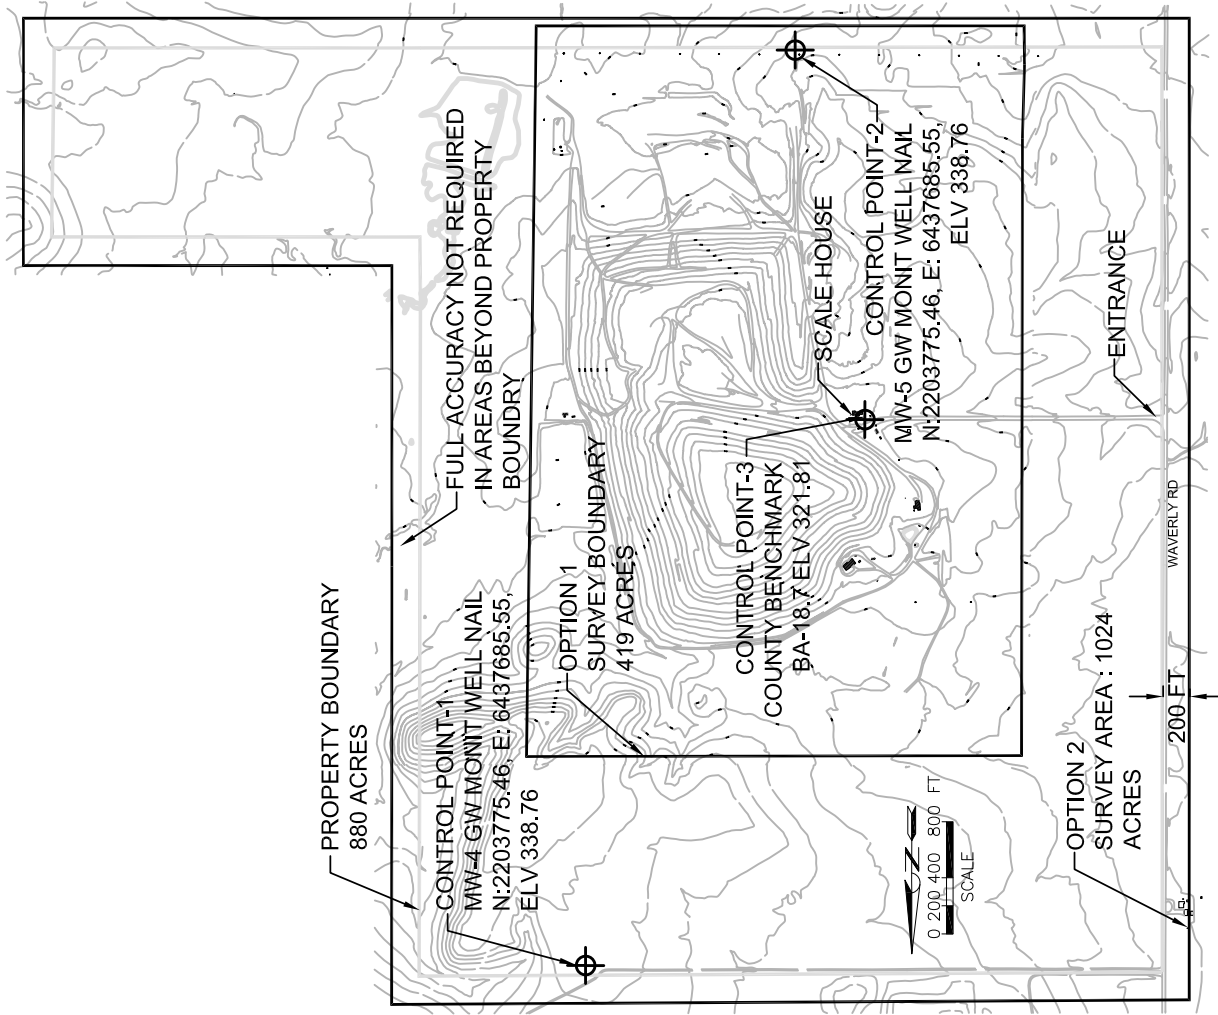 PROPERTY BOUNDARY
880 ACRES
CONTROL POINT-1
MW-4 GW MONIT WELL NAIL
N:2203775.46, E: 6437685.55,
ELV 338.76
FULL ACCURACY NOT REQUIRED
IN AREAS BEYOND PROPERTY
BOUNDRY
OPTION 1
SURVEY BOUNDARY
419 ACRES
CONTROL POINT-3
COUNTY BENCHMARK
BA-18.7 ELV 321.81
SCALE HOUSE
CONTROL POINT-2
MW-5 GW MONIT WELL NAIL
N:2203775.46, E: 6437685.55,
ELV 338.76
N
0 200 400 800 FT
SCALE
OPTION 2
SURVEY AREA : 1024
ACRES
ENTRANCE
WAVERLY RD
200 FT